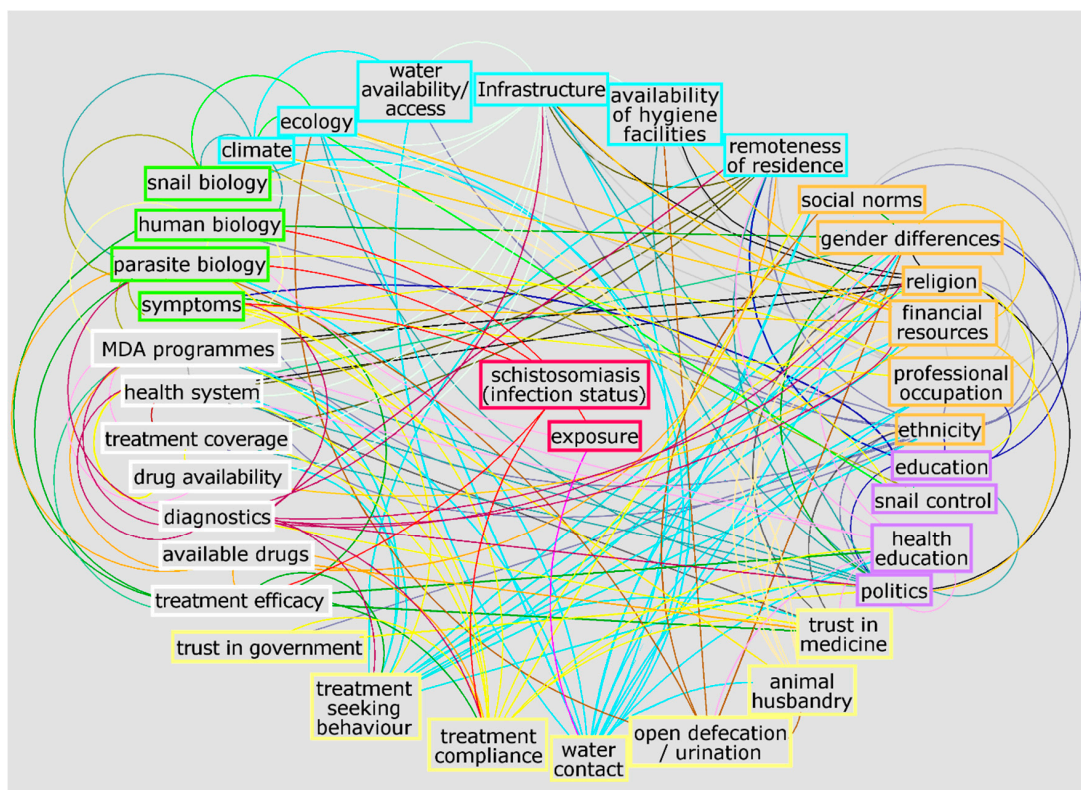 water
availability/
access
Infrastructure
availability
of hygiene
facilities
ecology
climate
remoteness
of residence
snail biology
social norms
human biology
gender differences
parasite biology
religion
symptoms
financial
resources
MDA programmes
schistosomiasis
(infection status)
professional
occupation
health system
exposure
ethnicity
treatment coverage
education
drug availability
snail control
diagnostics
health
education
available drugs
politics
treatment efficacy
trust in
medicine
trust in government
animal
husbandry
treatment
seeking
behaviour
treatment
compliance
water
contact
open defecation
/ urination